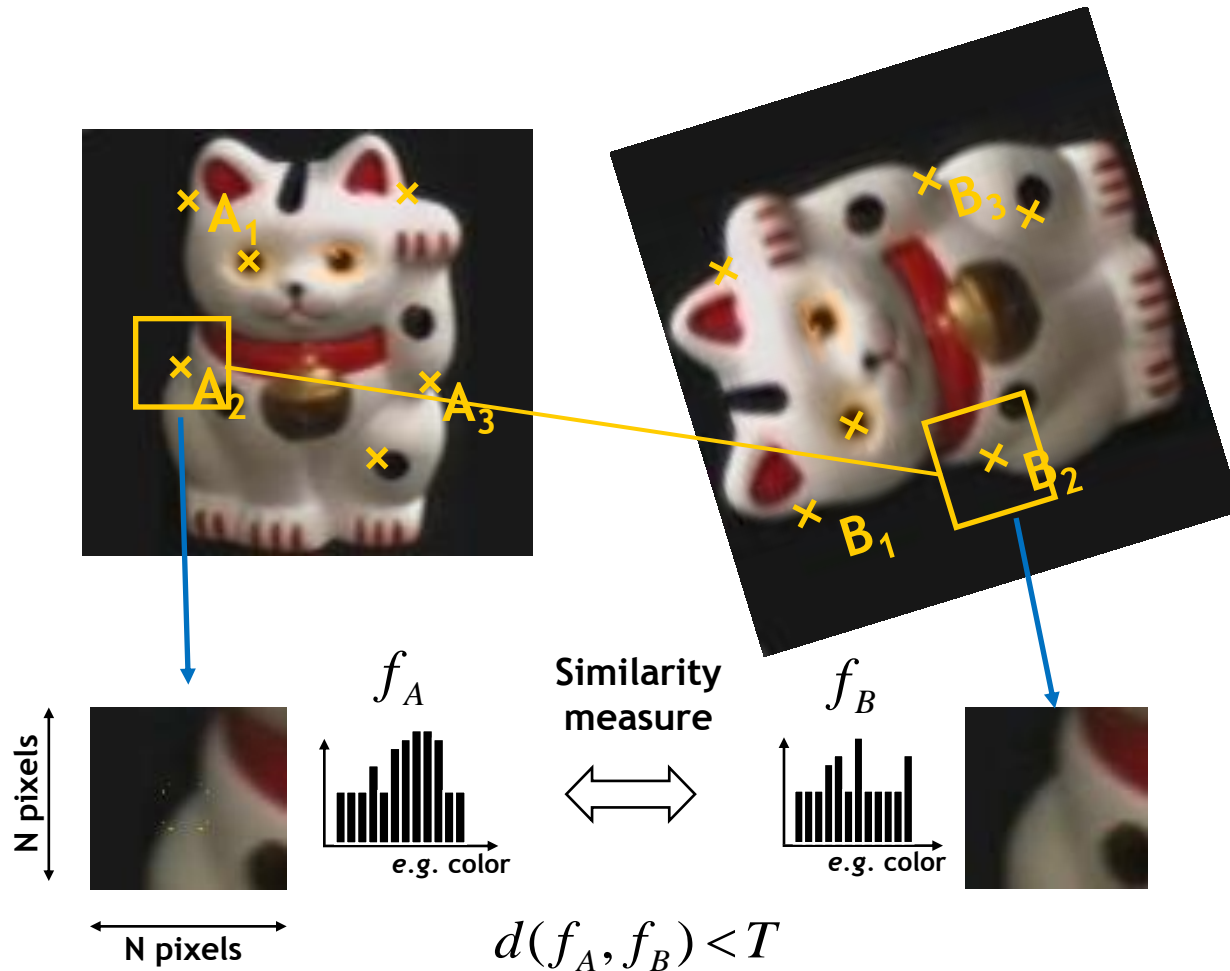 A₁
A₂
A₃
B₃
B₂
B₁
f_A
Similarity
measure
f_B
N pixels
e.g. color
e.g. color
N pixels
d(f_A, f_B) < T